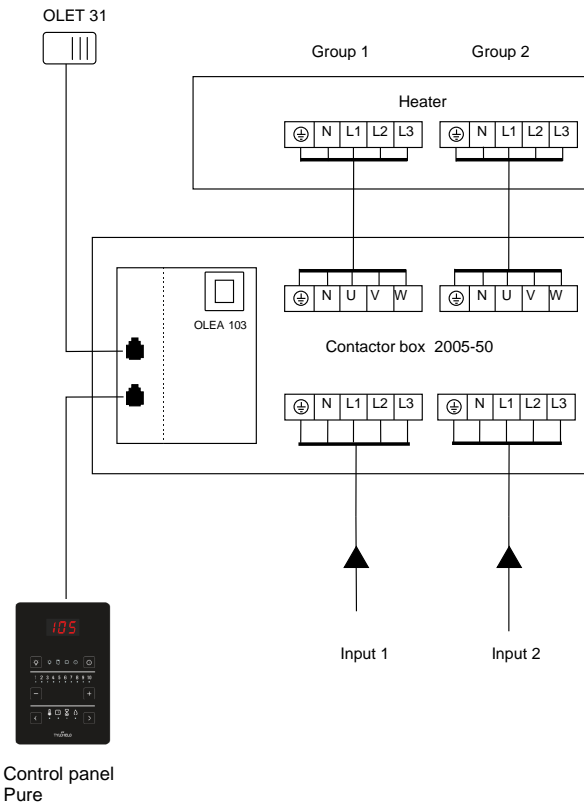 OLET 31
Group 1 Group 2
Heater
N L1 L2 L3 N L1 L2 L3
N U V W N U V W
OLEA 103
Contactor box 2005-50
N L1 L2 L3 N L1 L2 L3
105
1 2 3 4 5 6 7 8 9 10
Input 1 Input 2
TYLÖHELO
Control panel
Pure